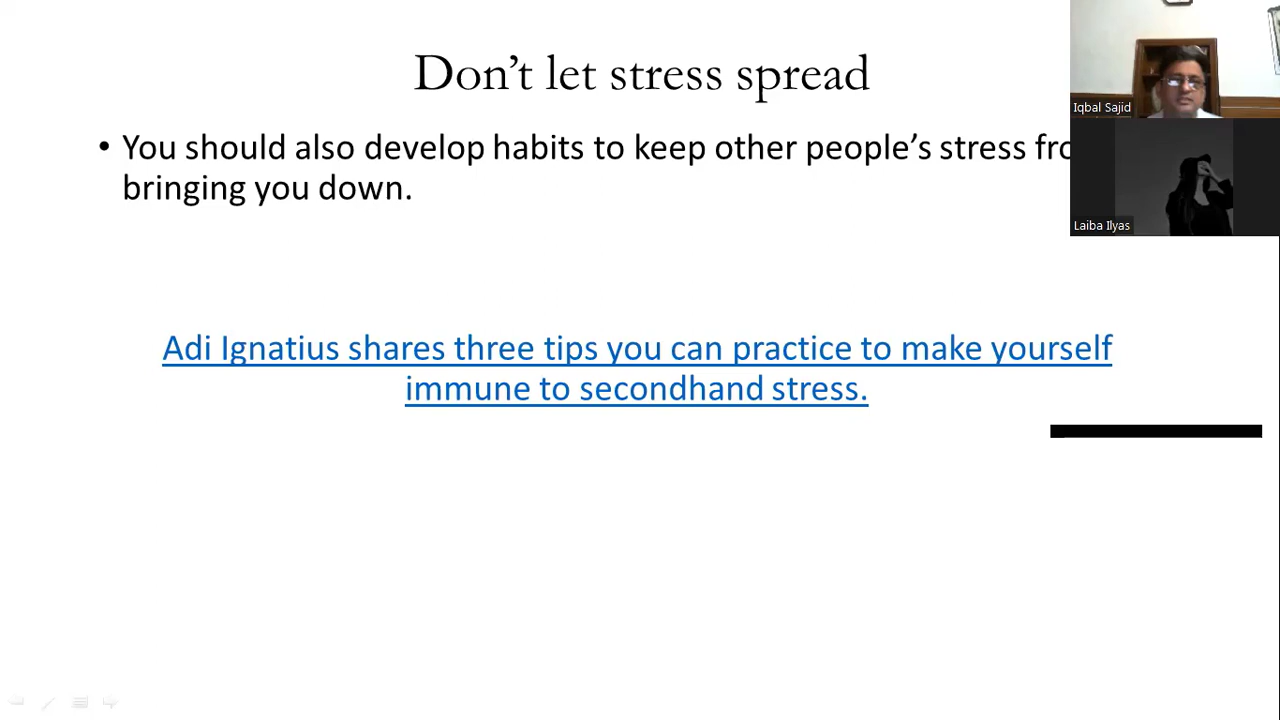 Don't let stress spread
• You should also develop habits to keep other people's stress
bringing you down.
Adi Ignatius shares three tips you can practice to make yourself
immune to secondhand stress.
Iqbal Sajid
Laiba Ilyas